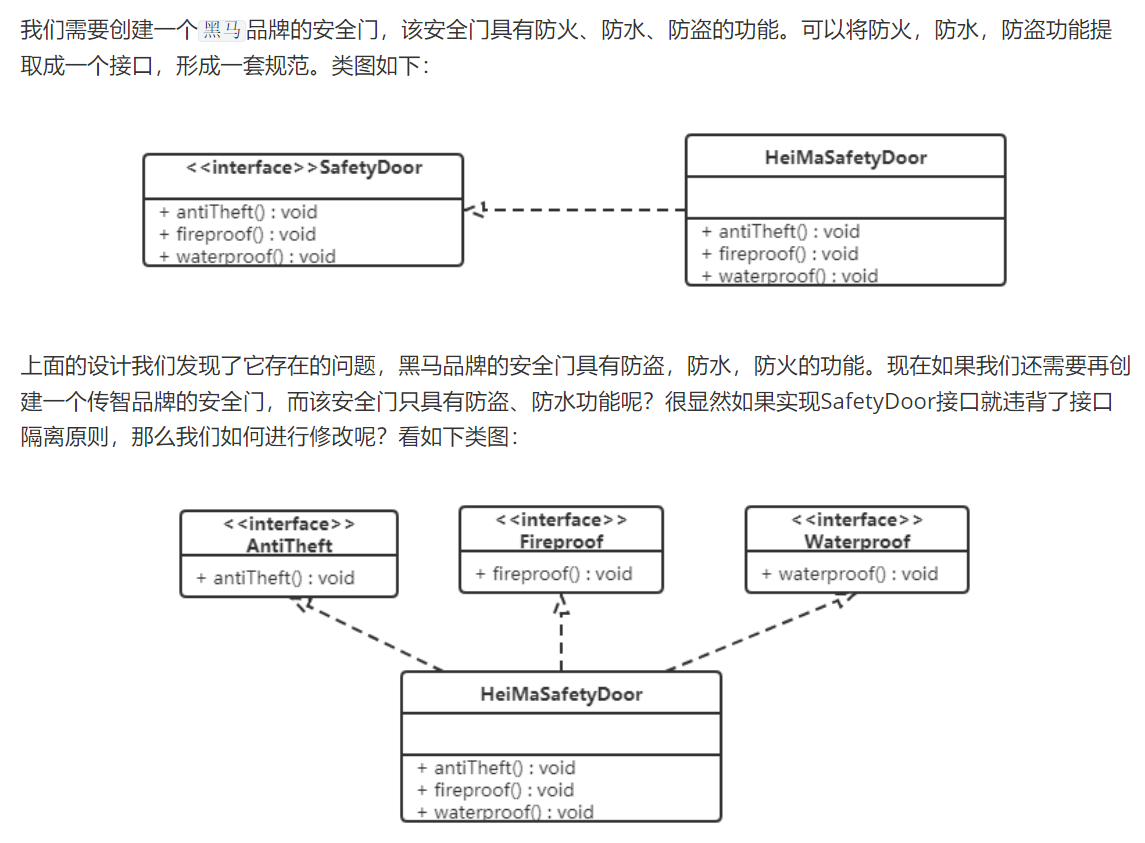 我们需要创建一个黑马品牌的安全门，该安全门具有防火、防水、防盗的功能。可以将防火，防水，防盗功能提
取成一个接口，形成一套规范。类图如下：
<<interface>>SafetyDoor
+ antiTheft() : void
+ fireproof() : void
+ waterproof() : void
HeiMaSafetyDoor
+ antiTheft() : void
+ fireproof() : void
+ waterproof() : void
上面的设计我们发现了它存在的问题，黑马品牌的安全门具有防盗，防水，防火的功能。现在如果我们还需要再创
建一个传智品牌的安全门，而该安全门只具有防盗、防水功能呢？很显然如果实现SafetyDoor接口就违背了接口
隔离原则，那么我们如何进行修改呢？看如下类图：
<<interface>>
AntiTheft
+ antiTheft() : void
<<interface>>
Fireproof
+ fireproof() : void
<<interface>>
Waterproof
+ waterproof() : void
HeiMaSafetyDoor
+ antiTheft() : void
+ fireproof() : void
+ waterproof() : void